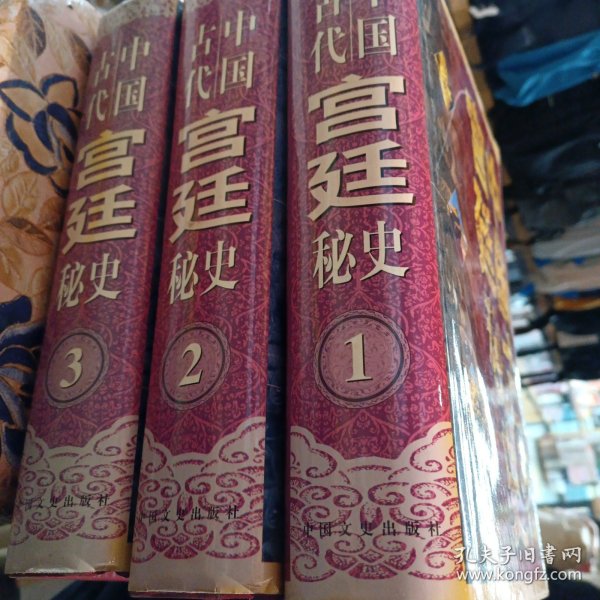 中国古代
宫廷
秘史
3
中国文史出版社
中国古代
宫廷
秘史
2
中国文史出版社
中国古代
宫廷
秘史
1
中国文史出版社
孔夫子旧书网
www.kongfz.com